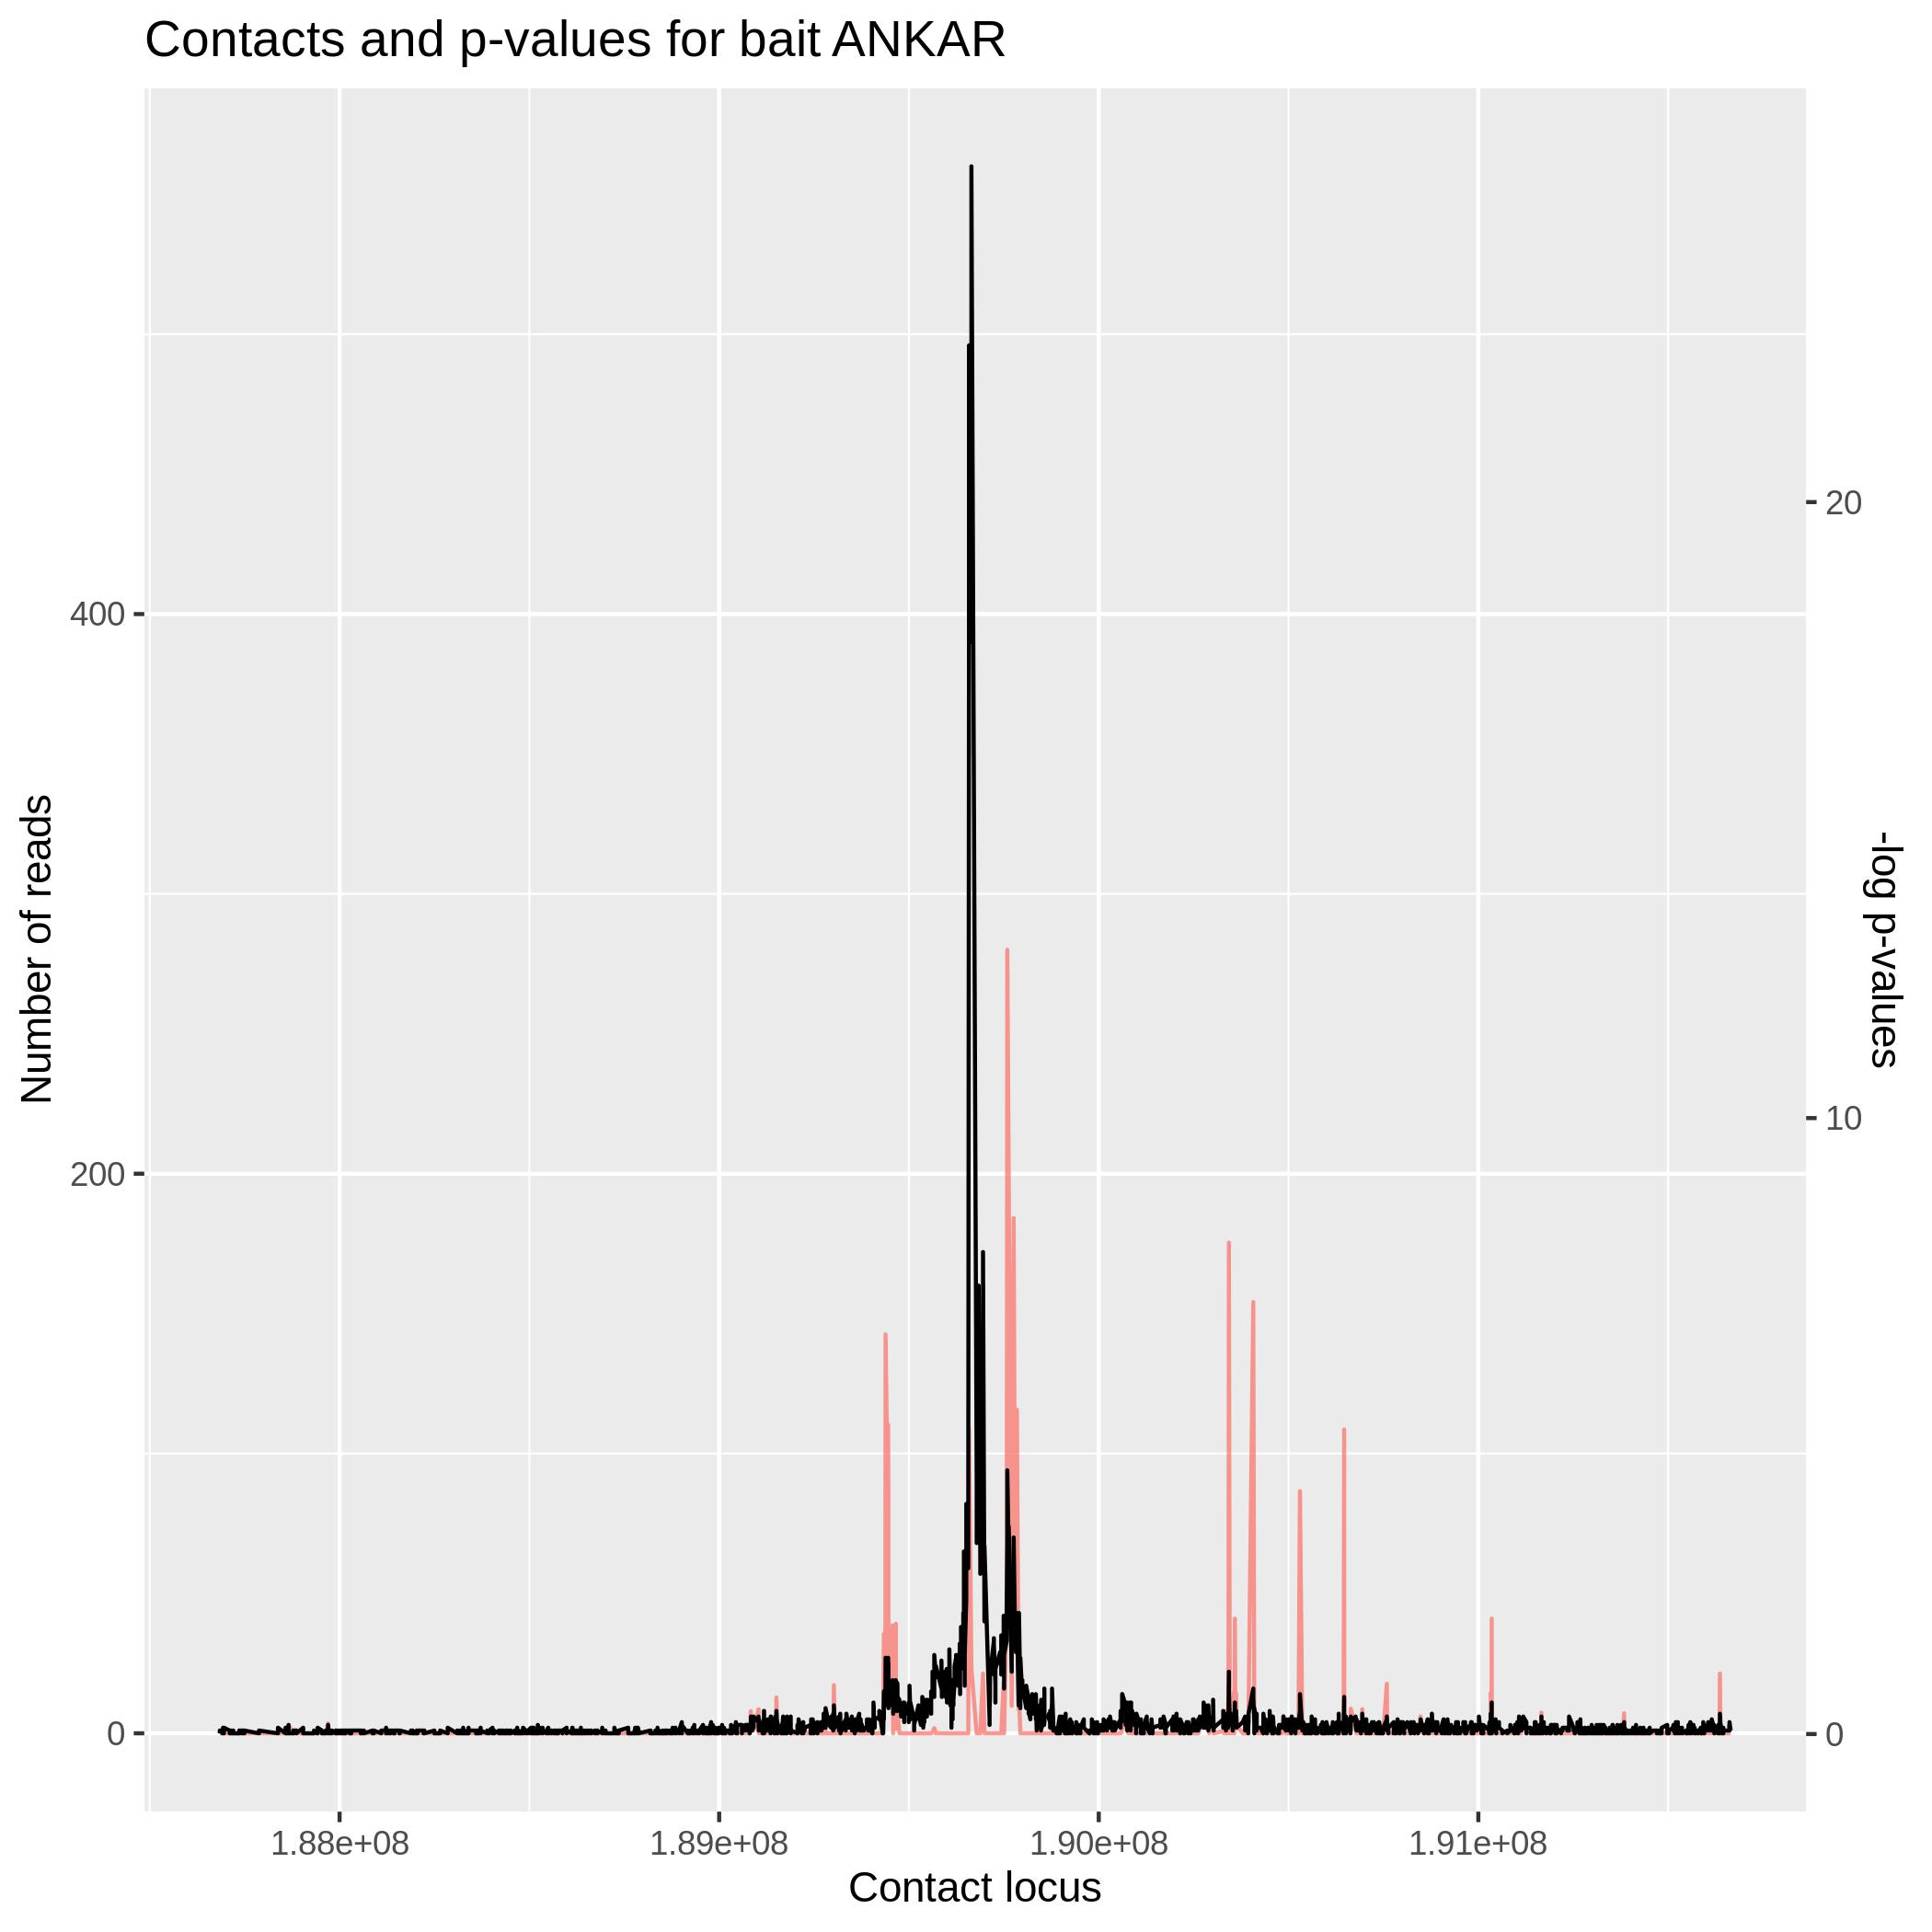 Contacts and p-values for bait ANKAR
Number of reads
400
200
0
20
10
0
-log p-values
1.88e+08
1.89e+08
1.90e+08
1.91e+08
Contact locus